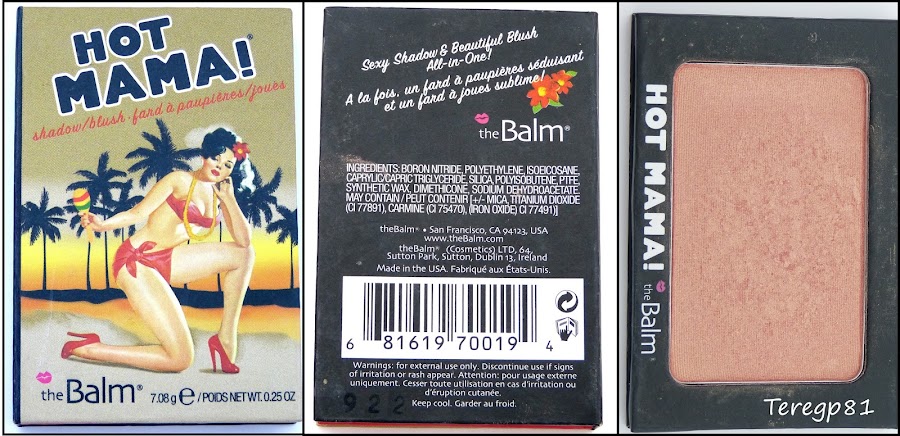 HOT
MAMA!®
shadow/blush · fard à paupières/joues
theBalm®
7.08 g e / POIDS NET WT. 0.25 OZ
Sexy Shadow & Beautiful Blush
All-in-One!
A la fois, un fard à paupières séduisant
et un fard à joues sublime!
theBalm®
INGREDIENTS: BORON NITRIDE, POLYETHYLENE, ISOEICOSANE,
CAPRYLIC/CAPRIC TRIGLYCERIDE, SILICA, POLYISOBUTENE, PTFE,
SYNTHETIC WAX, DIMETHICONE, SODIUM DEHYDROACETATE.
MAY CONTAIN / PEUT CONTENIR [+/- MICA, TITANIUM DIOXIDE
(CI 77891), CARMINE (CI 75470), (IRON OXIDE) CI 77491)]
theBalm® • San Francisco, CA 94123, USA
www.theBalm.com
theBalm® (Cosmetics) LTD, 64,
Sutton Park, Sutton, Dublin 13, Ireland
Made in the USA. Fabriqué aux États-Unis.
6 81619 70019 4
Warnings: for external use only. Discontinue use if signs
of irritation or rash appear. Attention: pour usage externe
uniquement. Cesser toute utilisation en cas d'irritation ou
d'éruption cutanée.
Keep cool. Garder au froid.
922
HOT MAMA! theBalm®
Teregp81